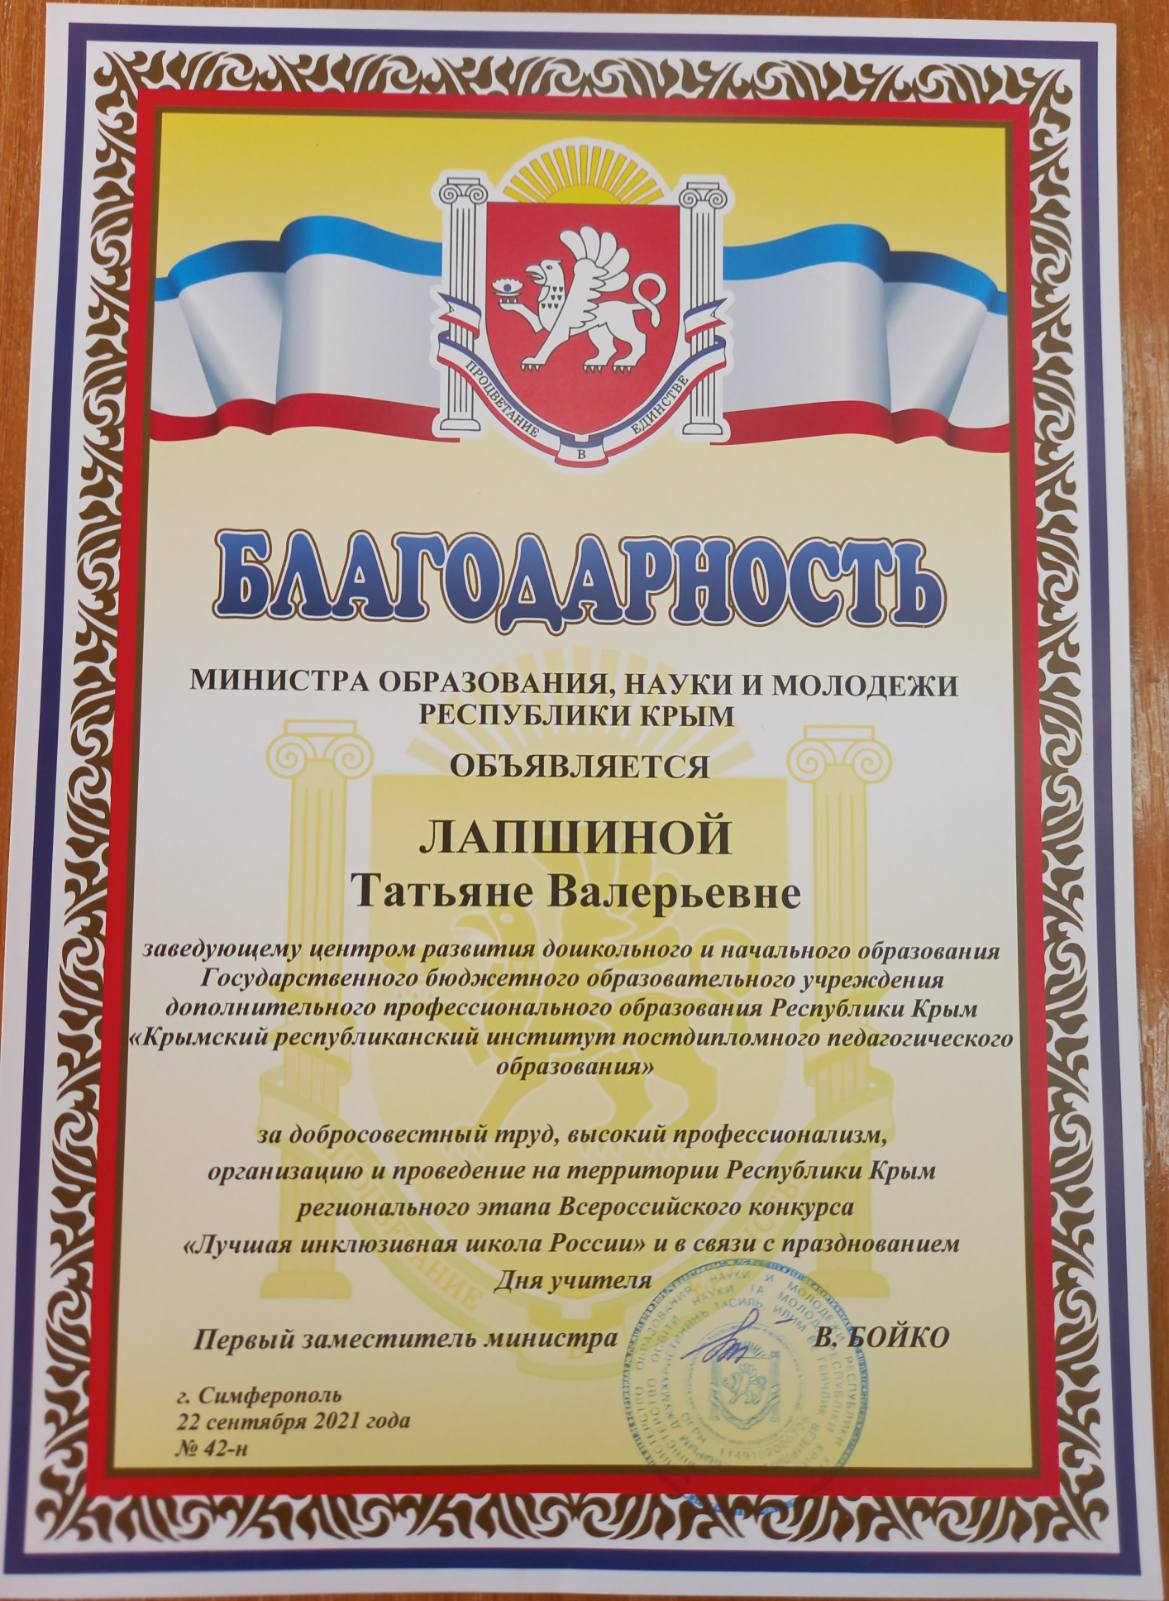 ПРОЦВЕТАНИЕ В ЕДИНСТВЕ
БЛАГОДАРНОСТЬ
МИНИСТРА ОБРАЗОВАНИЯ, НАУКИ И МОЛОДЕЖИ
РЕСПУБЛИКИ КРЫМ
ОБЪЯВЛЯЕТСЯ
ЛАПШИНОЙ
Татьяне Валерьевне
заведующему центром развития дошкольного и начального образования
Государственного бюджетного образовательного учреждения
дополнительного профессионального образования Республики Крым
«Крымский республиканский институт постдипломного педагогического
образования»
за добросовестный труд, высокий профессионализм,
организацию и проведение на территории Республики Крым
регионального этапа Всероссийского конкурса
«Лучшая инклюзивная школа России» и в связи с празднованием
Дня учителя
Первый заместитель министра В. БОЙКО
г. Симферополь
22 сентября 2021 года
№ 42-н